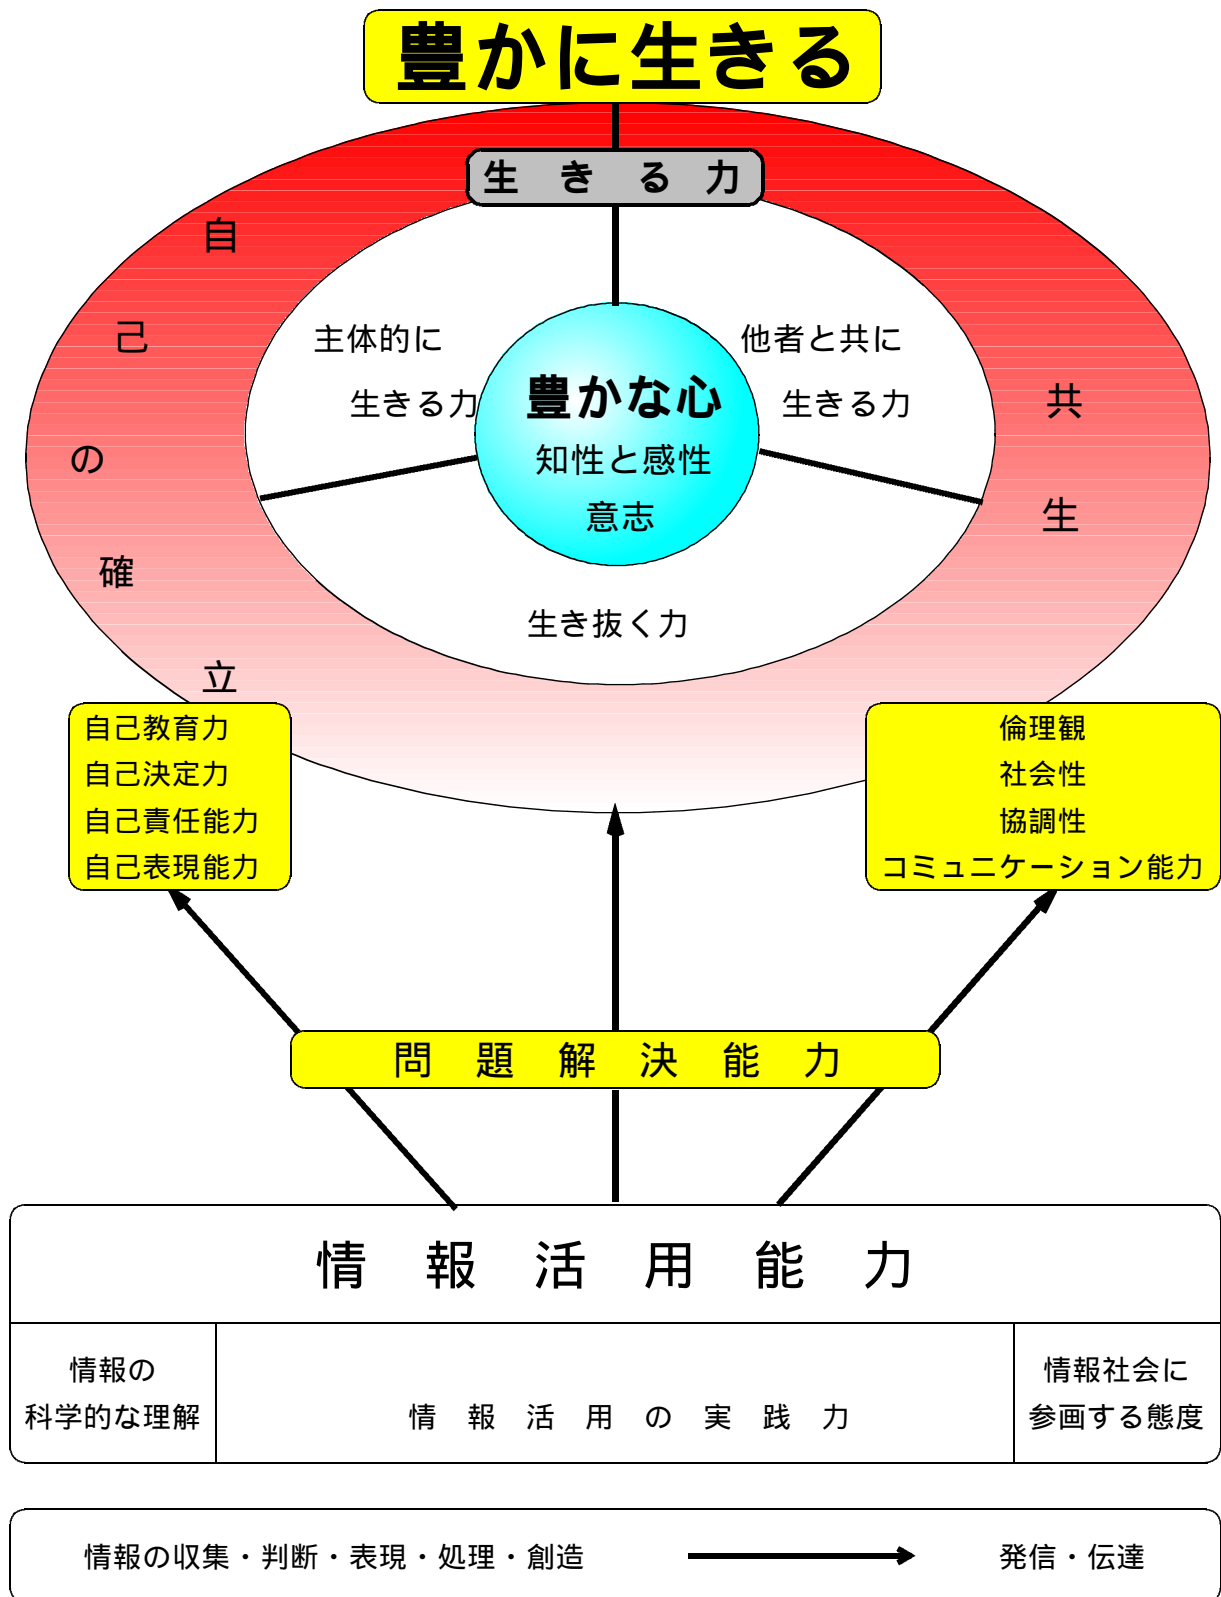 豊かに生きる
生きる力
自己の確立
主体的に
生きる力
他者と共に
生きる力
豊かな心
知性と感性
意志
共生
生き抜く力
自己教育力
自己決定力
自己責任能力
自己表現能力
倫理観
社会性
協調性
コミュニケーション能力
問題解決能力
情報活用能力
情報の
科学的な理解
情報活用の実践力
情報社会に
参画する態度
情報の収集・判断・表現・処理・創造
発信・伝達